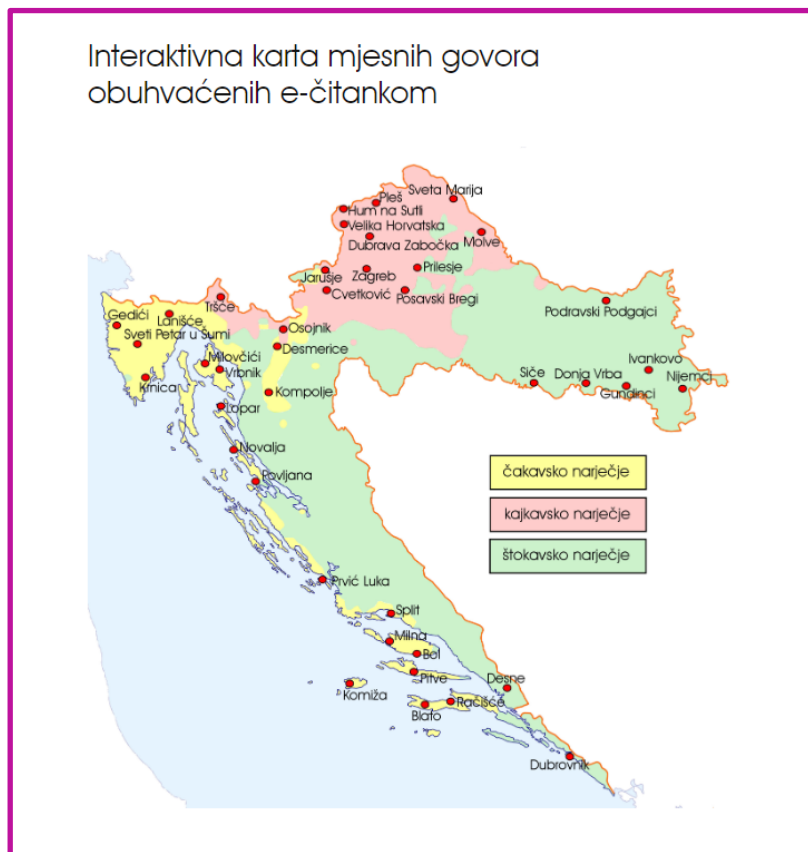 Interaktivna karta mjesnih govora
obuhvaćenih e-čitankom
Sveta Marija
Pleš
Hum na Sutli
Velika Horvatska
Molve
Dubrava Zabočka
Jarušje
Zagreb
Prilesje
Cvetković
Posavski Bregi
Tršće
Podravski Podgajci
Gedići
Lanišće
Sveti Petar u Šumi
Osojnik
Desmerice
Milovčići
Vrbnik
Ivankovo
Krnica
Kompolje
Siče
Donja Vrba
Gundinci
Nijemci
Lopar
Novalja
Povljana
čakavsko narječje
kajkavsko narječje
štokavsko narječje
Prvić Luka
Split
Milna
Bol
Pitve
Desne
Komiža
Račišće
Blato
Dubrovnik